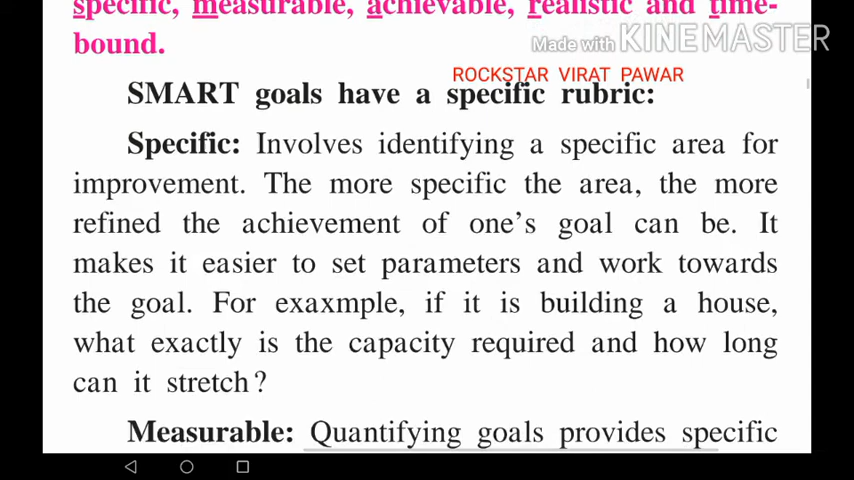 specific, measurable, achievable, realistic and time-
bound.
Made with KINEMASTER
ROCKSTAR VIRAT PAWAR
SMART goals have a specific rubric:
Specific: Involves identifying a specific area for
improvement. The more specific the area, the more
refined the achievement of one's goal can be. It
makes it easier to set parameters and work towards
the goal. For exaxmple, if it is building a house,
what exactly is the capacity required and how long
can it stretch?
Measurable: Quantifying goals provides specific